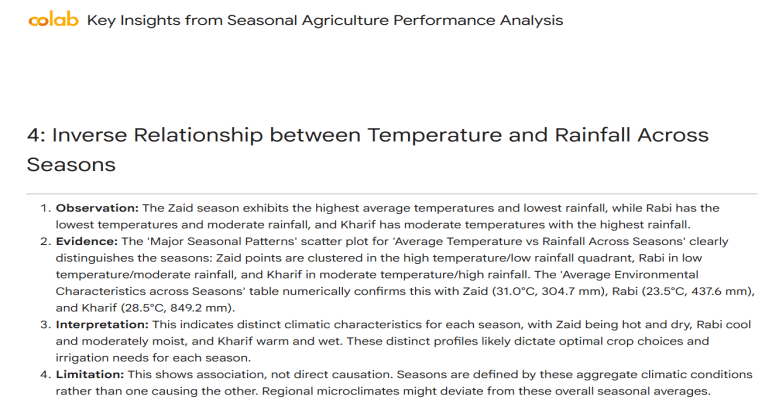 colab Key Insights from Seasonal Agriculture Performance Analysis
4: Inverse Relationship between Temperature and Rainfall Across
Seasons
1. Observation: The Zaid season exhibits the highest average temperatures and lowest rainfall, while Rabi has the
lowest temperatures and moderate rainfall, and Kharif has moderate temperatures with the highest rainfall.
2. Evidence: The 'Major Seasonal Patterns' scatter plot for 'Average Temperature vs Rainfall Across Seasons' clearly
distinguishes the seasons: Zaid points are clustered in the high temperature/low rainfall quadrant, Rabi in low
temperature/moderate rainfall, and Kharif in moderate temperature/high rainfall. The 'Average Environmental
Characteristics across Seasons' table numerically confirms this with Zaid (31.0°C, 304.7 mm), Rabi (23.5°C, 437.6 mm),
and Kharif (28.5°C, 849.2 mm).
3. Interpretation: This indicates distinct climatic characteristics for each season, with Zaid being hot and dry, Rabi cool
and moderately moist, and Kharif warm and wet. These distinct profiles likely dictate optimal crop choices and
irrigation needs for each season.
4. Limitation: This shows association, not direct causation. Seasons are defined by these aggregate climatic conditions
rather than one causing the other. Regional microclimates might deviate from these overall seasonal averages.